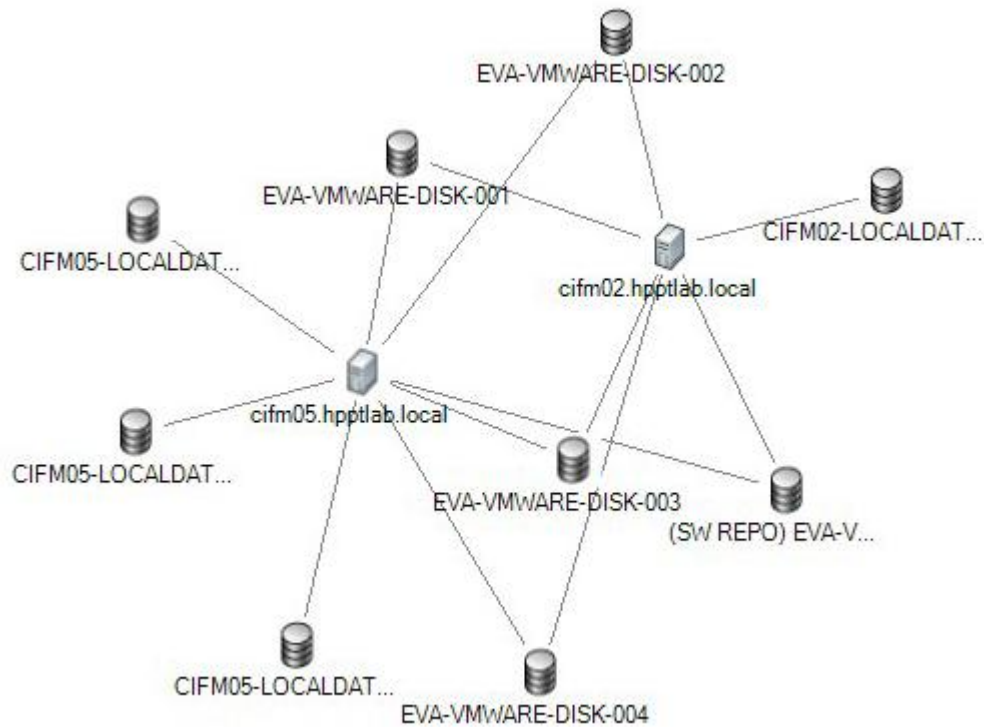 EVA-VMWARE-DISK-002
EVA-VMWARE-DISK-001
CIFM02-LOCALDAT...
CIFM05-LOCALDAT...
cifm02.hpptlab.local
cifm05.hpptlab.local
CIFM05-LOCALDAT...
EVA-VMWARE-DISK-003
(SW REPO) EVA-V...
CIFM05-LOCALDAT...
EVA-VMWARE-DISK-004